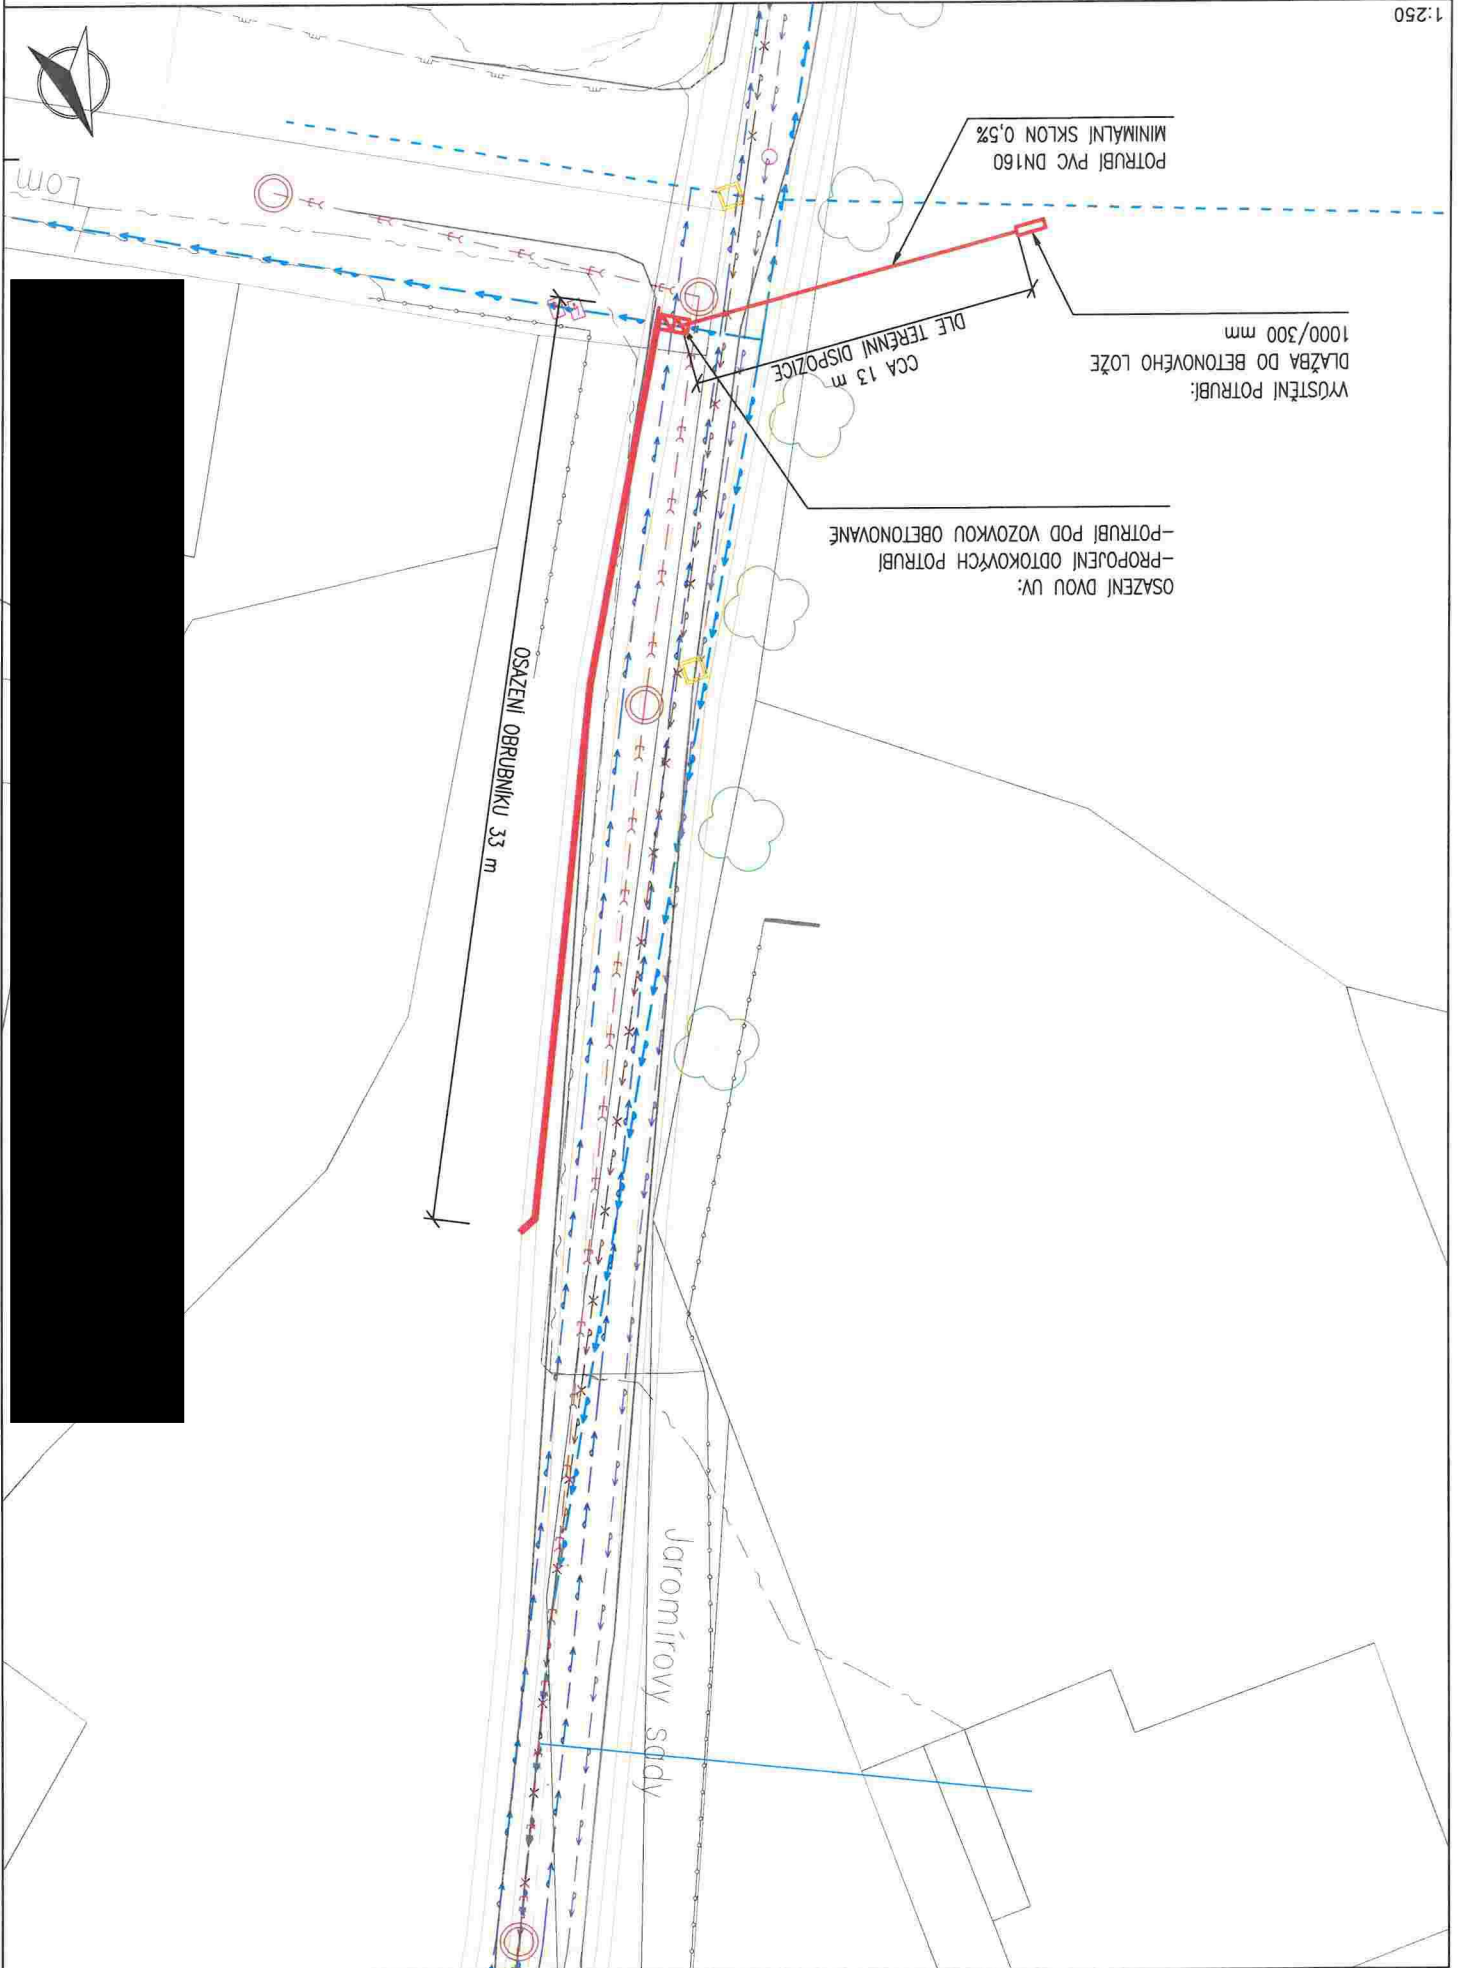 1:250
POTRUBÍ PVC DN160
MINIMÁLNÍ SKLON 0,5%
VYÚSTĚNÍ POTRUBÍ:
DLAŽBA DO BETONOVÉHO LOŽE
1000/300 mm
CCA 13 m
DLE TERÉNNÍ DISPOZICE
OSAZENÍ DVOU UV:
-PROPOJENÍ ODTOKOVÝCH POTRUBÍ
-POTRUBÍ POD VOZOVKOU OBETONOVANÉ
OSAZENÍ OBRUBNÍKU 33 m
Lom
Jaromírovy sady